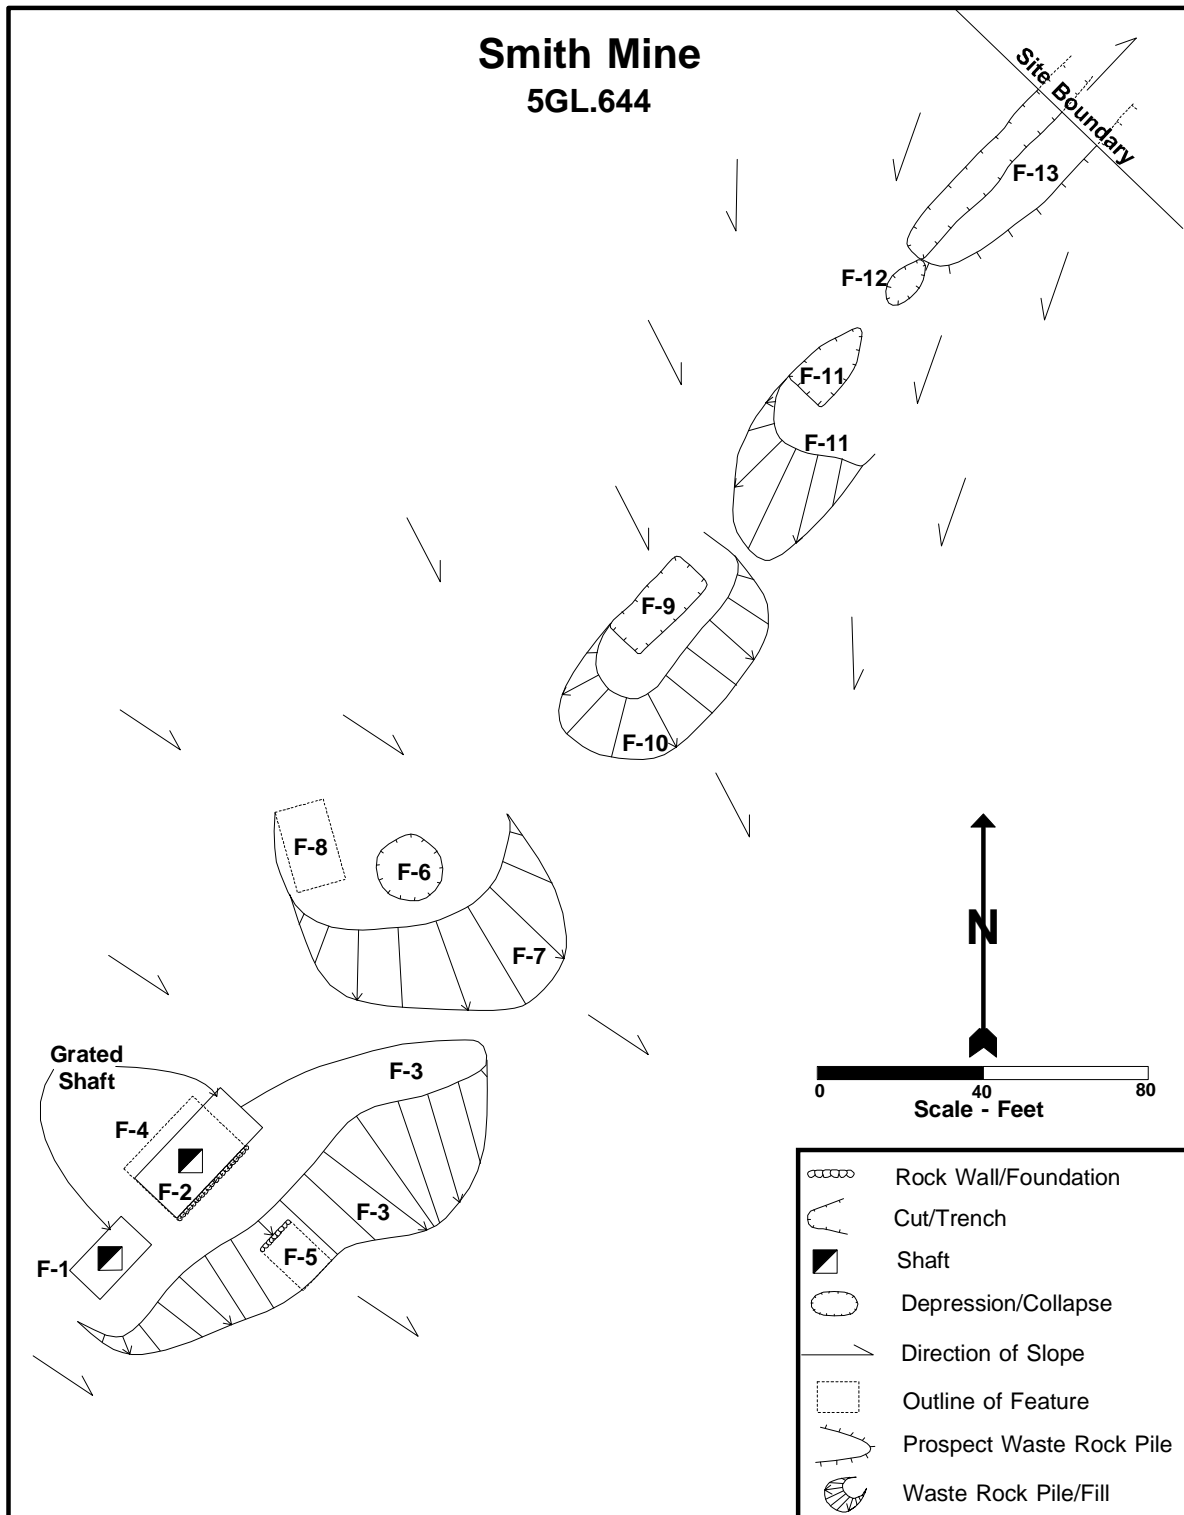 Smith Mine
5GL.644
Site Boundary
F-13
F-12
F-11
F-11
F-9
F-10
F-8
F-6
F-7
N
Grated
Shaft
F-3
F-4
F-2
F-3
F-5
F-1
0 40 80
Scale - Feet
Rock Wall/Foundation
Cut/Trench
Shaft
Depression/Collapse
Direction of Slope
Outline of Feature
Prospect Waste Rock Pile
Waste Rock Pile/Fill